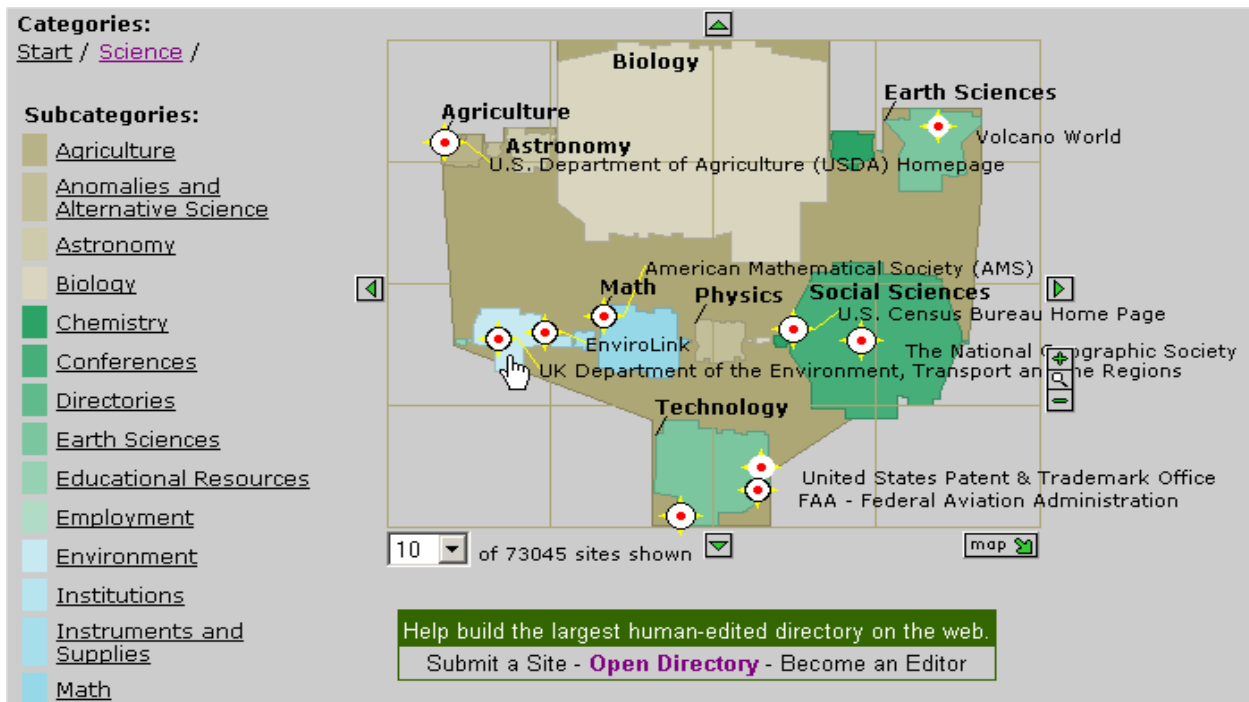 Categories:
Start / Science /
Subcategories:
Agriculture
Anomalies and
Alternative Science
Astronomy
Biology
Chemistry
Conferences
Directories
Earth Sciences
Educational Resources
Employment
Environment
Institutions
Instruments and
Supplies
Math
Biology
Earth Sciences
Agriculture
Volcano World
Astronomy
U.S. Department of Agriculture (USDA) Homepage
American Mathematical Society (AMS)
Math
Physics
Social Sciences
U.S. Census Bureau Home Page
EnviroLink
The National Geographic Society
UK Department of the Environment, Transport and the Regions
Technology
United States Patent & Trademark Office
FAA - Federal Aviation Administration
10 of 73045 sites shown
map
Help build the largest human-edited directory on the web.
Submit a Site - Open Directory - Become an Editor